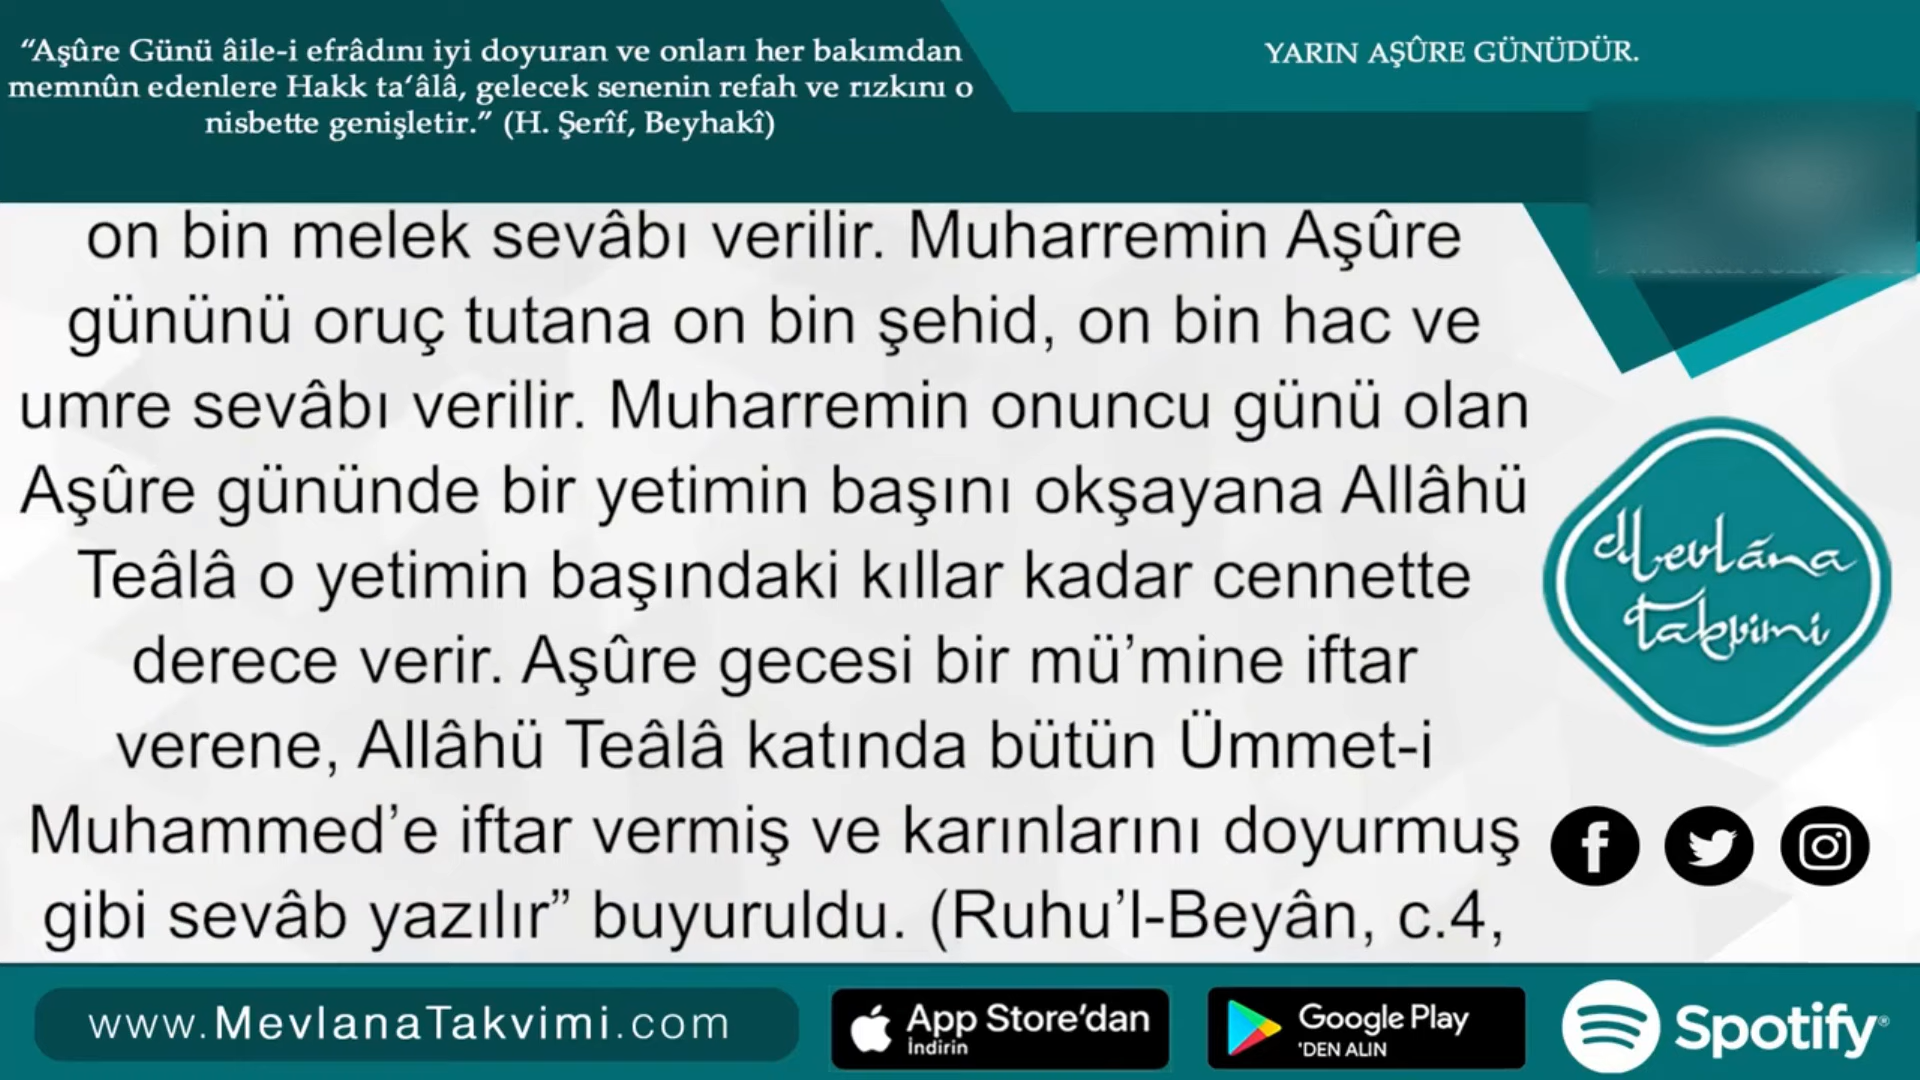 “Aşûre Günü âile-i efrâdını iyi doyuran ve onları her bakımdan
memnûn edenlere Hakk ta‘âlâ, gelecek senenin refah ve rızkını o
nisbette genişletir.” (H. Şerîf, Beyhakî)
YARIN AŞÛRE GÜNÜDÜR.
on bin melek sevâbı verilir. Muharremin Aşûre
gününü oruç tutana on bin şehid, on bin hac ve
umre sevâbı verilir. Muharremin onuncu günü olan
Aşûre gününde bir yetimin başını okşayana Allâhü
Teâlâ o yetimin başındaki kıllar kadar cennette
derece verir. Aşûre gecesi bir mü’mine iftar
verene, Allâhü Teâlâ katında bütün Ümmet-i
Muhammed’e iftar vermiş ve karınlarını doyurmuş
gibi sevâb yazılır” buyuruldu. (Ruhu’l-Beyân, c.4,
Mevlâna
Takvimi
www.MevlanaTakvimi.com
App Store’dan
İndirin
Google Play
'DEN ALIN
Spotify